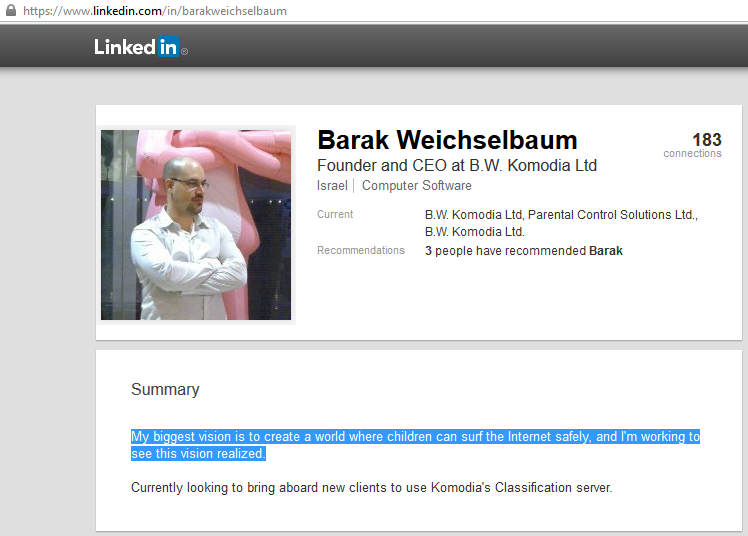 https://www.linkedin.com/in/barakweichselbaum
Linked in ®
Barak Weichselbaum
183
Founder and CEO at B.W. Komodia Ltd
connections
Israel | Computer Software
Current B.W. Komodia Ltd, Parental Control Solutions Ltd.,
B.W. Komodia Ltd.
Recommendations 3 people have recommended Barak
Summary
My biggest vision is to create a world where children can surf the Internet safely, and I'm working to
see this vision realized.
Currently looking to bring aboard new clients to use Komodia's Classification server.